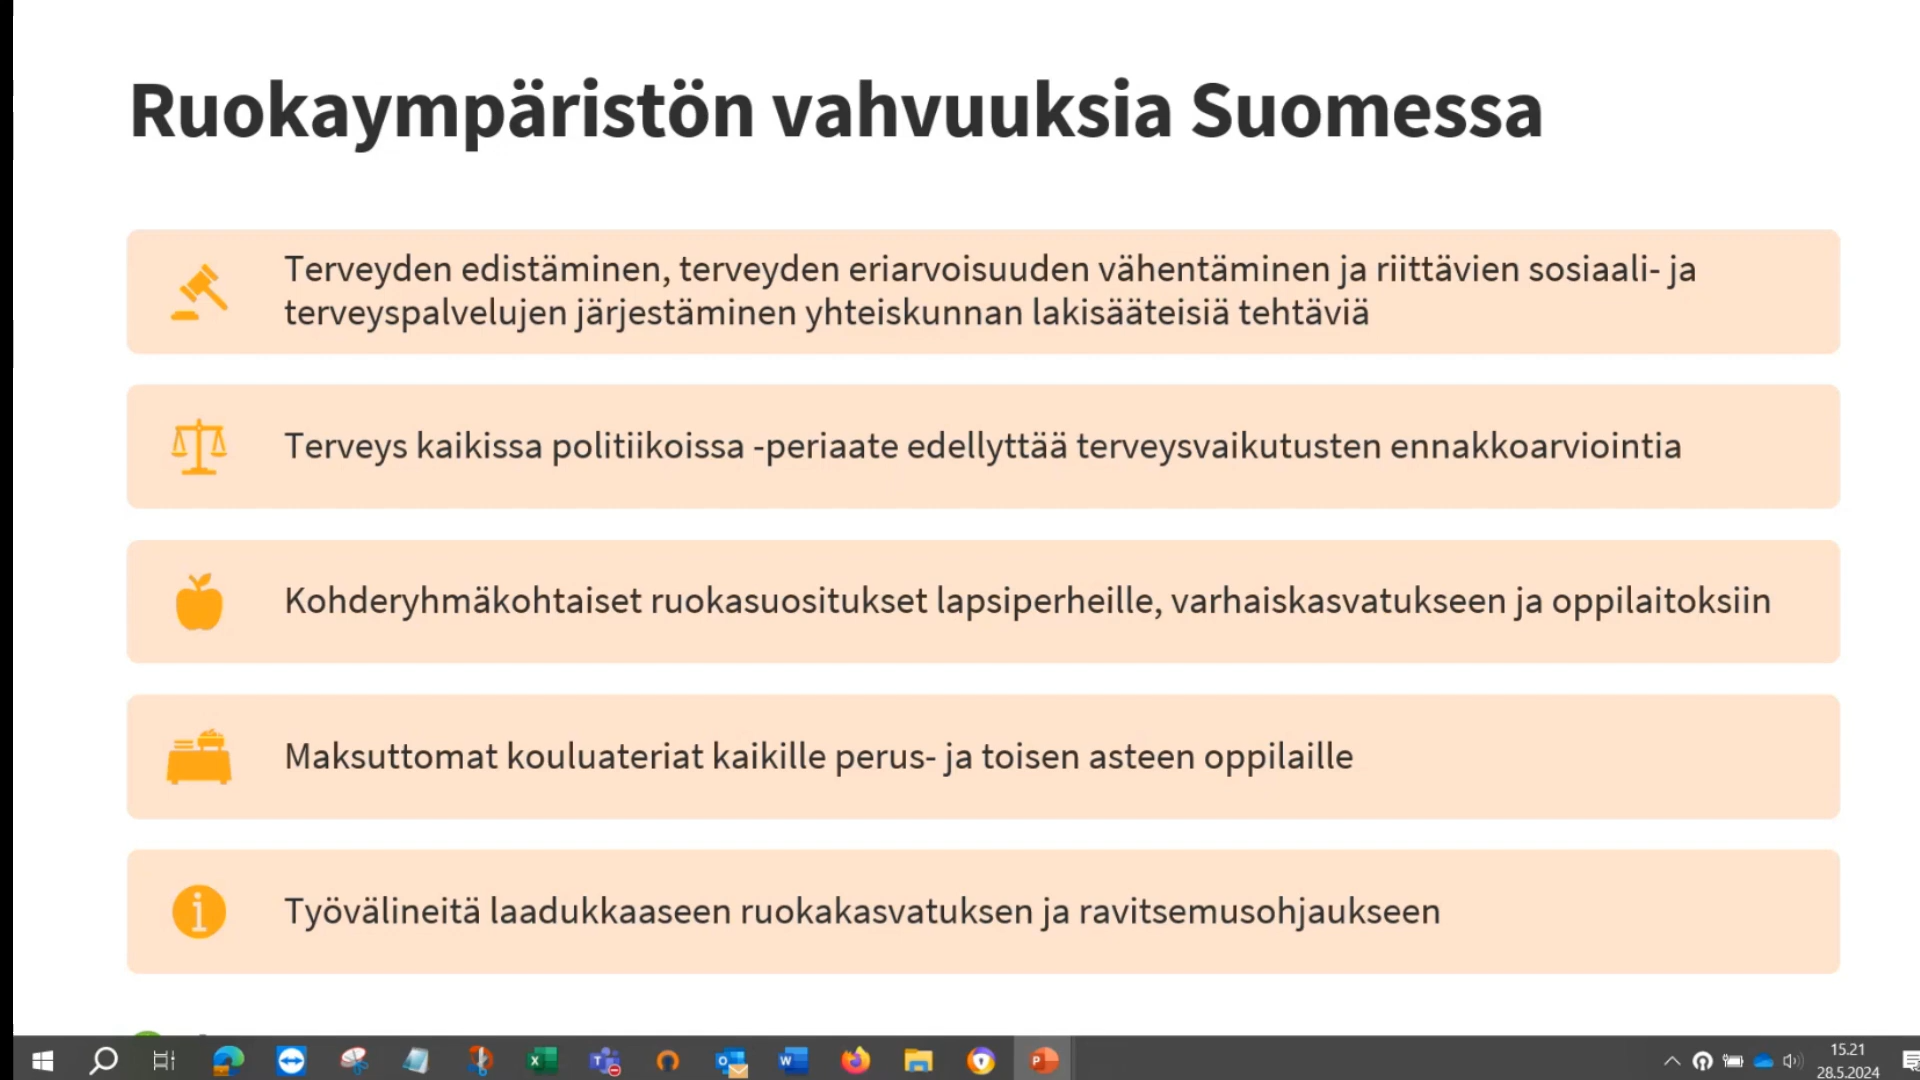 Ruokaympäristön vahvuuksia Suomessa
Terveyden edistäminen, terveyden eriarvoisuuden vähentäminen ja riittävien sosiaali- ja
terveyspalvelujen järjestäminen yhteiskunnan lakisääteisiä tehtäviä
Terveys kaikissa politiikoissa -periaate edellyttää terveysvaikutusten ennakkoarviointia
Kohderyhmäkohtaiset ruokasuositukset lapsiperheille, varhaiskasvatukseen ja oppilaitoksiin
Maksuttomat kouluateriat kaikille perus- ja toisen asteen oppilaille
Työvälineitä laadukkaaseen ruokakasvatuksen ja ravitsemusohjaukseen
15.21
28.5.2024